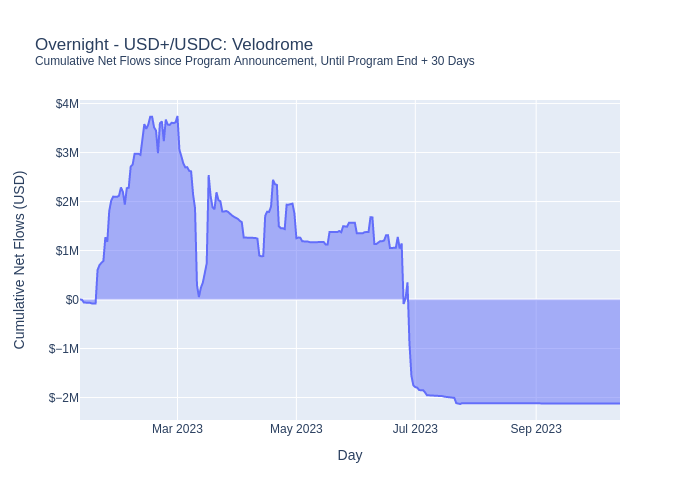 Overnight - USD+/USDC: Velodrome
Cumulative Net Flows since Program Announcement, Until Program End + 30 Days
$4M
$3M
$2M
$1M
$0
$−1M
$−2M
Cumulative Net Flows (USD)
Mar 2023
May 2023
Jul 2023
Sep 2023
Day